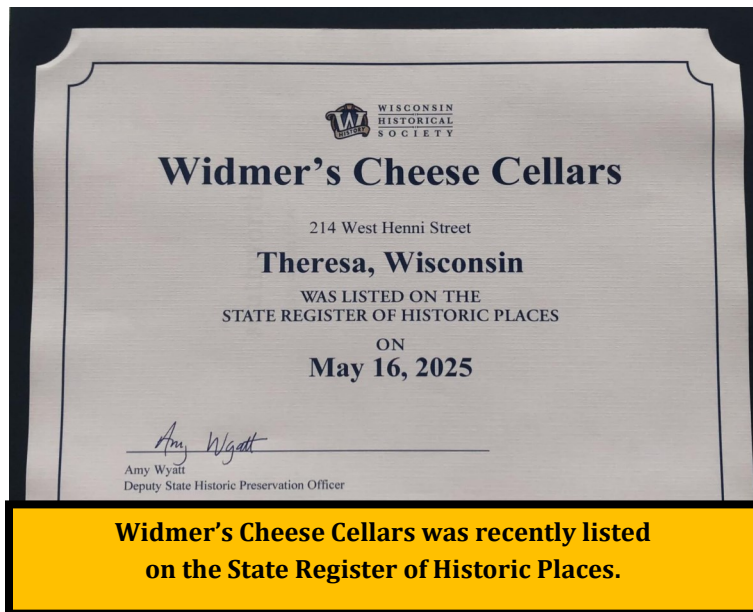 W
HISTORY
WISCONSIN
HISTORICAL
SOCIETY
Widmer's Cheese Cellars
214 West Henni Street
Theresa, Wisconsin
WAS LISTED ON THE
STATE REGISTER OF HISTORIC PLACES
ON
May 16, 2025
Amy Wyatt
Amy Wyatt
Deputy State Historic Preservation Officer
Widmer's Cheese Cellars was recently listed
on the State Register of Historic Places.